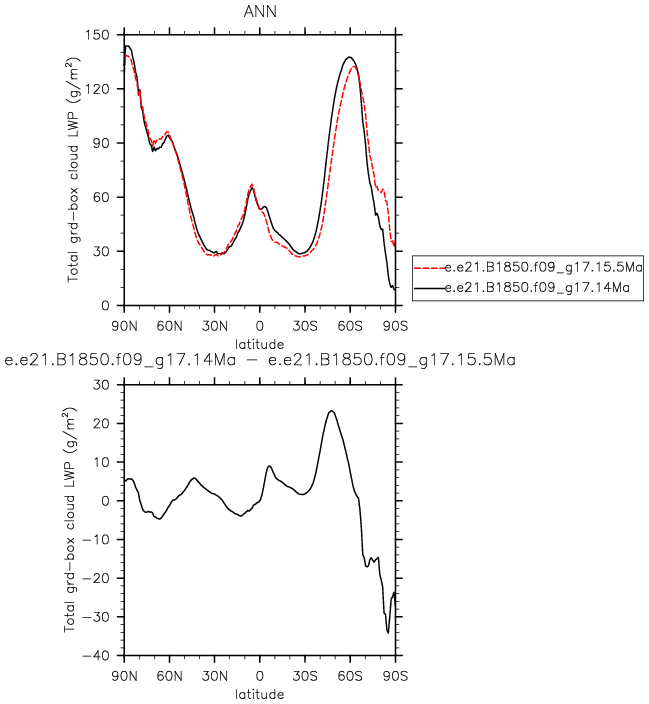 ANN
Total grd-box cloud LWP (g/m²)
150
120
90
60
30
0
90N 60N 30N 0 30S 60S 90S
latitude
e.e21.B1850.f09_g17.15.5Ma
e.e21.B1850.f09_g17.14Ma
e.e21.B1850.f09_g17.14Ma − e.e21.B1850.f09_g17.15.5Ma
Total grd-box cloud LWP (g/m²)
30
20
10
0
−10
−20
−30
−40
90N 60N 30N 0 30S 60S 90S
latitude